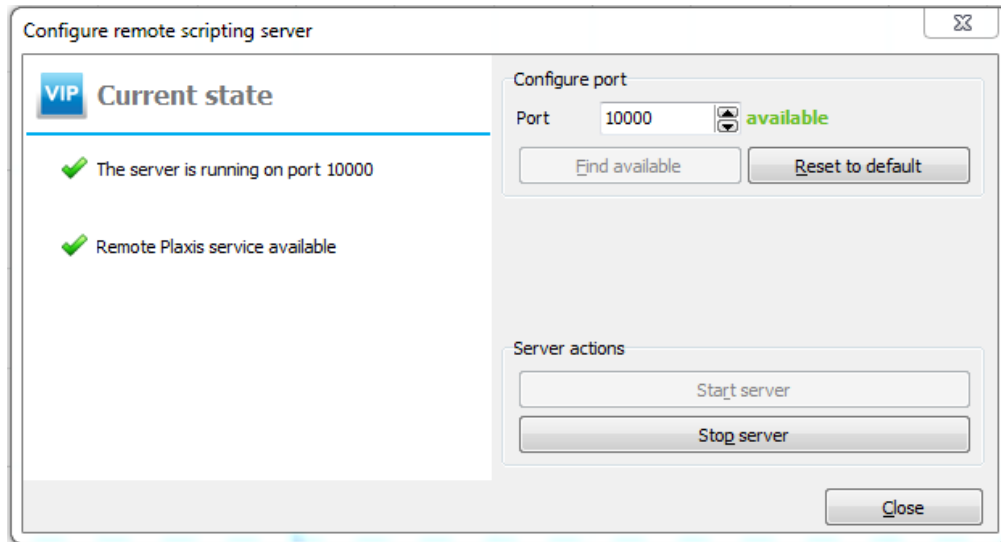 Configure remote scripting server
VIP Current state
The server is running on port 10000
Remote Plaxis service available
Configure port
Port 10000 available
Find available Reset to default
Server actions
Start server
Stop server
Close